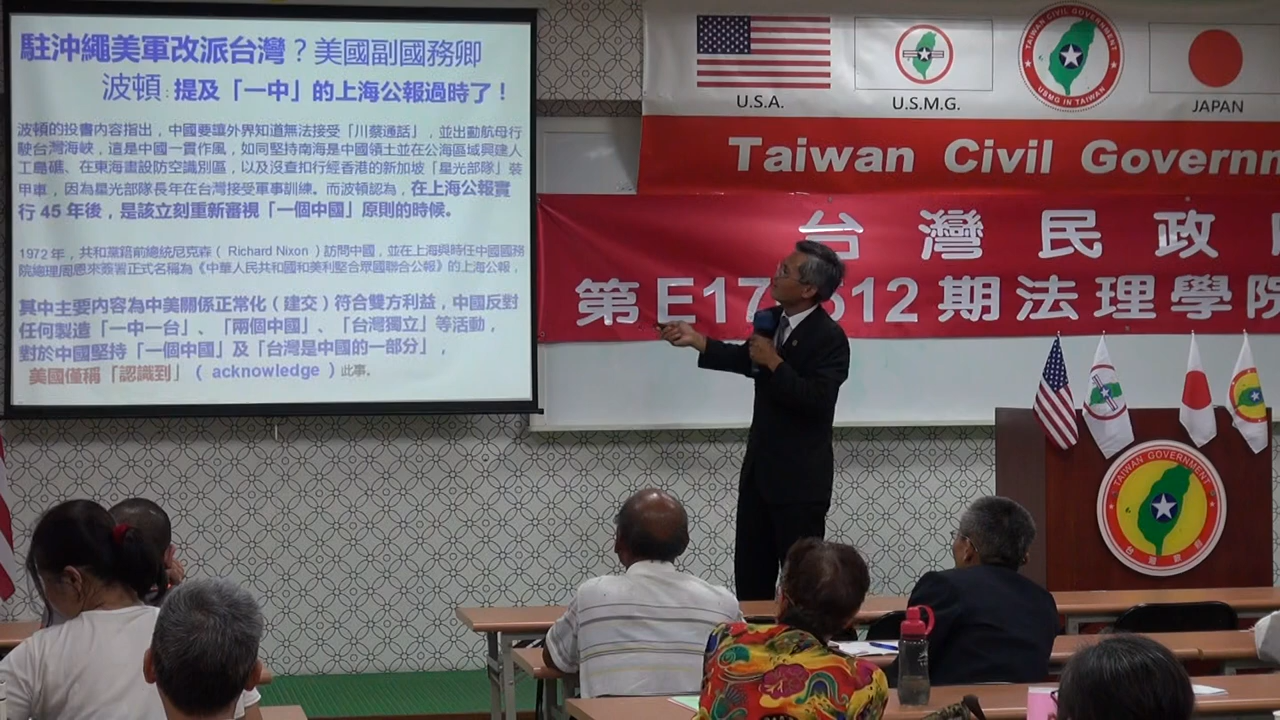 駐沖繩美軍改派台灣？美國副國務卿
波頓：提及「一中」的上海公報過時了！
波頓的投書內容指出，中國要讓外界知道無法接受「川蔡通話」，並出動航母行
駛台灣海峽，這是中國一貫作風，如同堅持南海是中國領土並在公海區域興建人
工島礁、在東海畫設防空識別區，以及沒查扣行經香港的新加坡「星光部隊」裝
甲車，因為星光部隊長年在台灣接受軍事訓練。而波頓認為，在上海公報實
行 45 年後，是該立刻重新審視「一個中國」原則的時候。
1972 年，共和黨籍前總統尼克森（ Richard Nixon ）訪問中國，並在上海與時任中國國務
院總理周恩來簽署正式名稱為《中華人民共和國和美利堅合眾國聯合公報》的上海公報，
其中主要內容為中美關係正常化（建交）符合雙方利益，中國反對
任何製造「一中一台」、「兩個中國」、「台灣獨立」等活動，
對於中國堅持「一個中國」及「台灣是中國的一部分」，
美國僅稱「認識到」（ acknowledge ）此事。
U.S.A.
U.S.M.G.
TAIWAN CIVIL GOVERNMENT
USMG IN TAIWAN
JAPAN
Taiwan Civil Governm
台灣民政
第E17 612期法理學院
TAIWAN GOVERNMENT
台灣政府